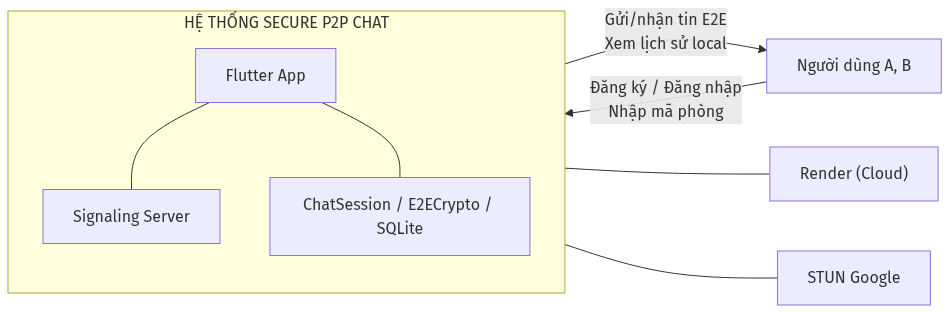 HỆ THỐNG SECURE P2P CHAT
Flutter App
Signaling Server
ChatSession / E2ECrypto /
SQLite
Gửi/nhận tin E2E
Xem lịch sử local
Đăng ký / Đăng nhập
Nhập mã phòng
Người dùng A, B
Render (Cloud)
STUN Google